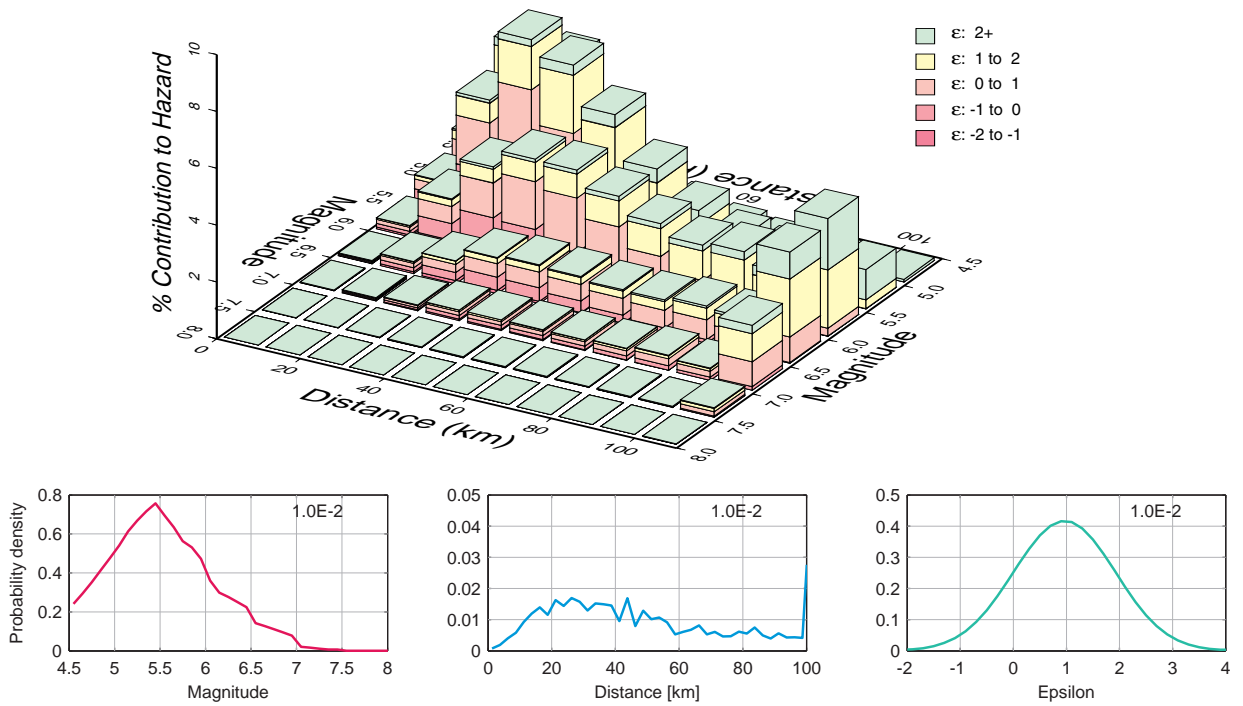 % Contribution to Hazard
10
8
6
4
2
ε: 2+
ε: 1 to 2
ε: 0 to 1
ε: -1 to 0
ε: -2 to -1
60
100
4.5
5.0
5.5
6.0
6.5
7.0
7.5
8.0
Magnitude
5.5
6.0
6.5
7.0
7.5
8.0
Magnitude
0
20
40
60
80
100
Distance (km)
Probability density
0.8
0.6
0.4
0.2
0
4.5 5 5.5 6 6.5 7 7.5 8
Magnitude
1.0E-2
0.05
0.04
0.03
0.02
0.01
0
0 20 40 60 80 100
Distance [km]
1.0E-2
0.5
0.4
0.3
0.2
0.1
0
-2 -1 0 1 2 3 4
Epsilon
1.0E-2